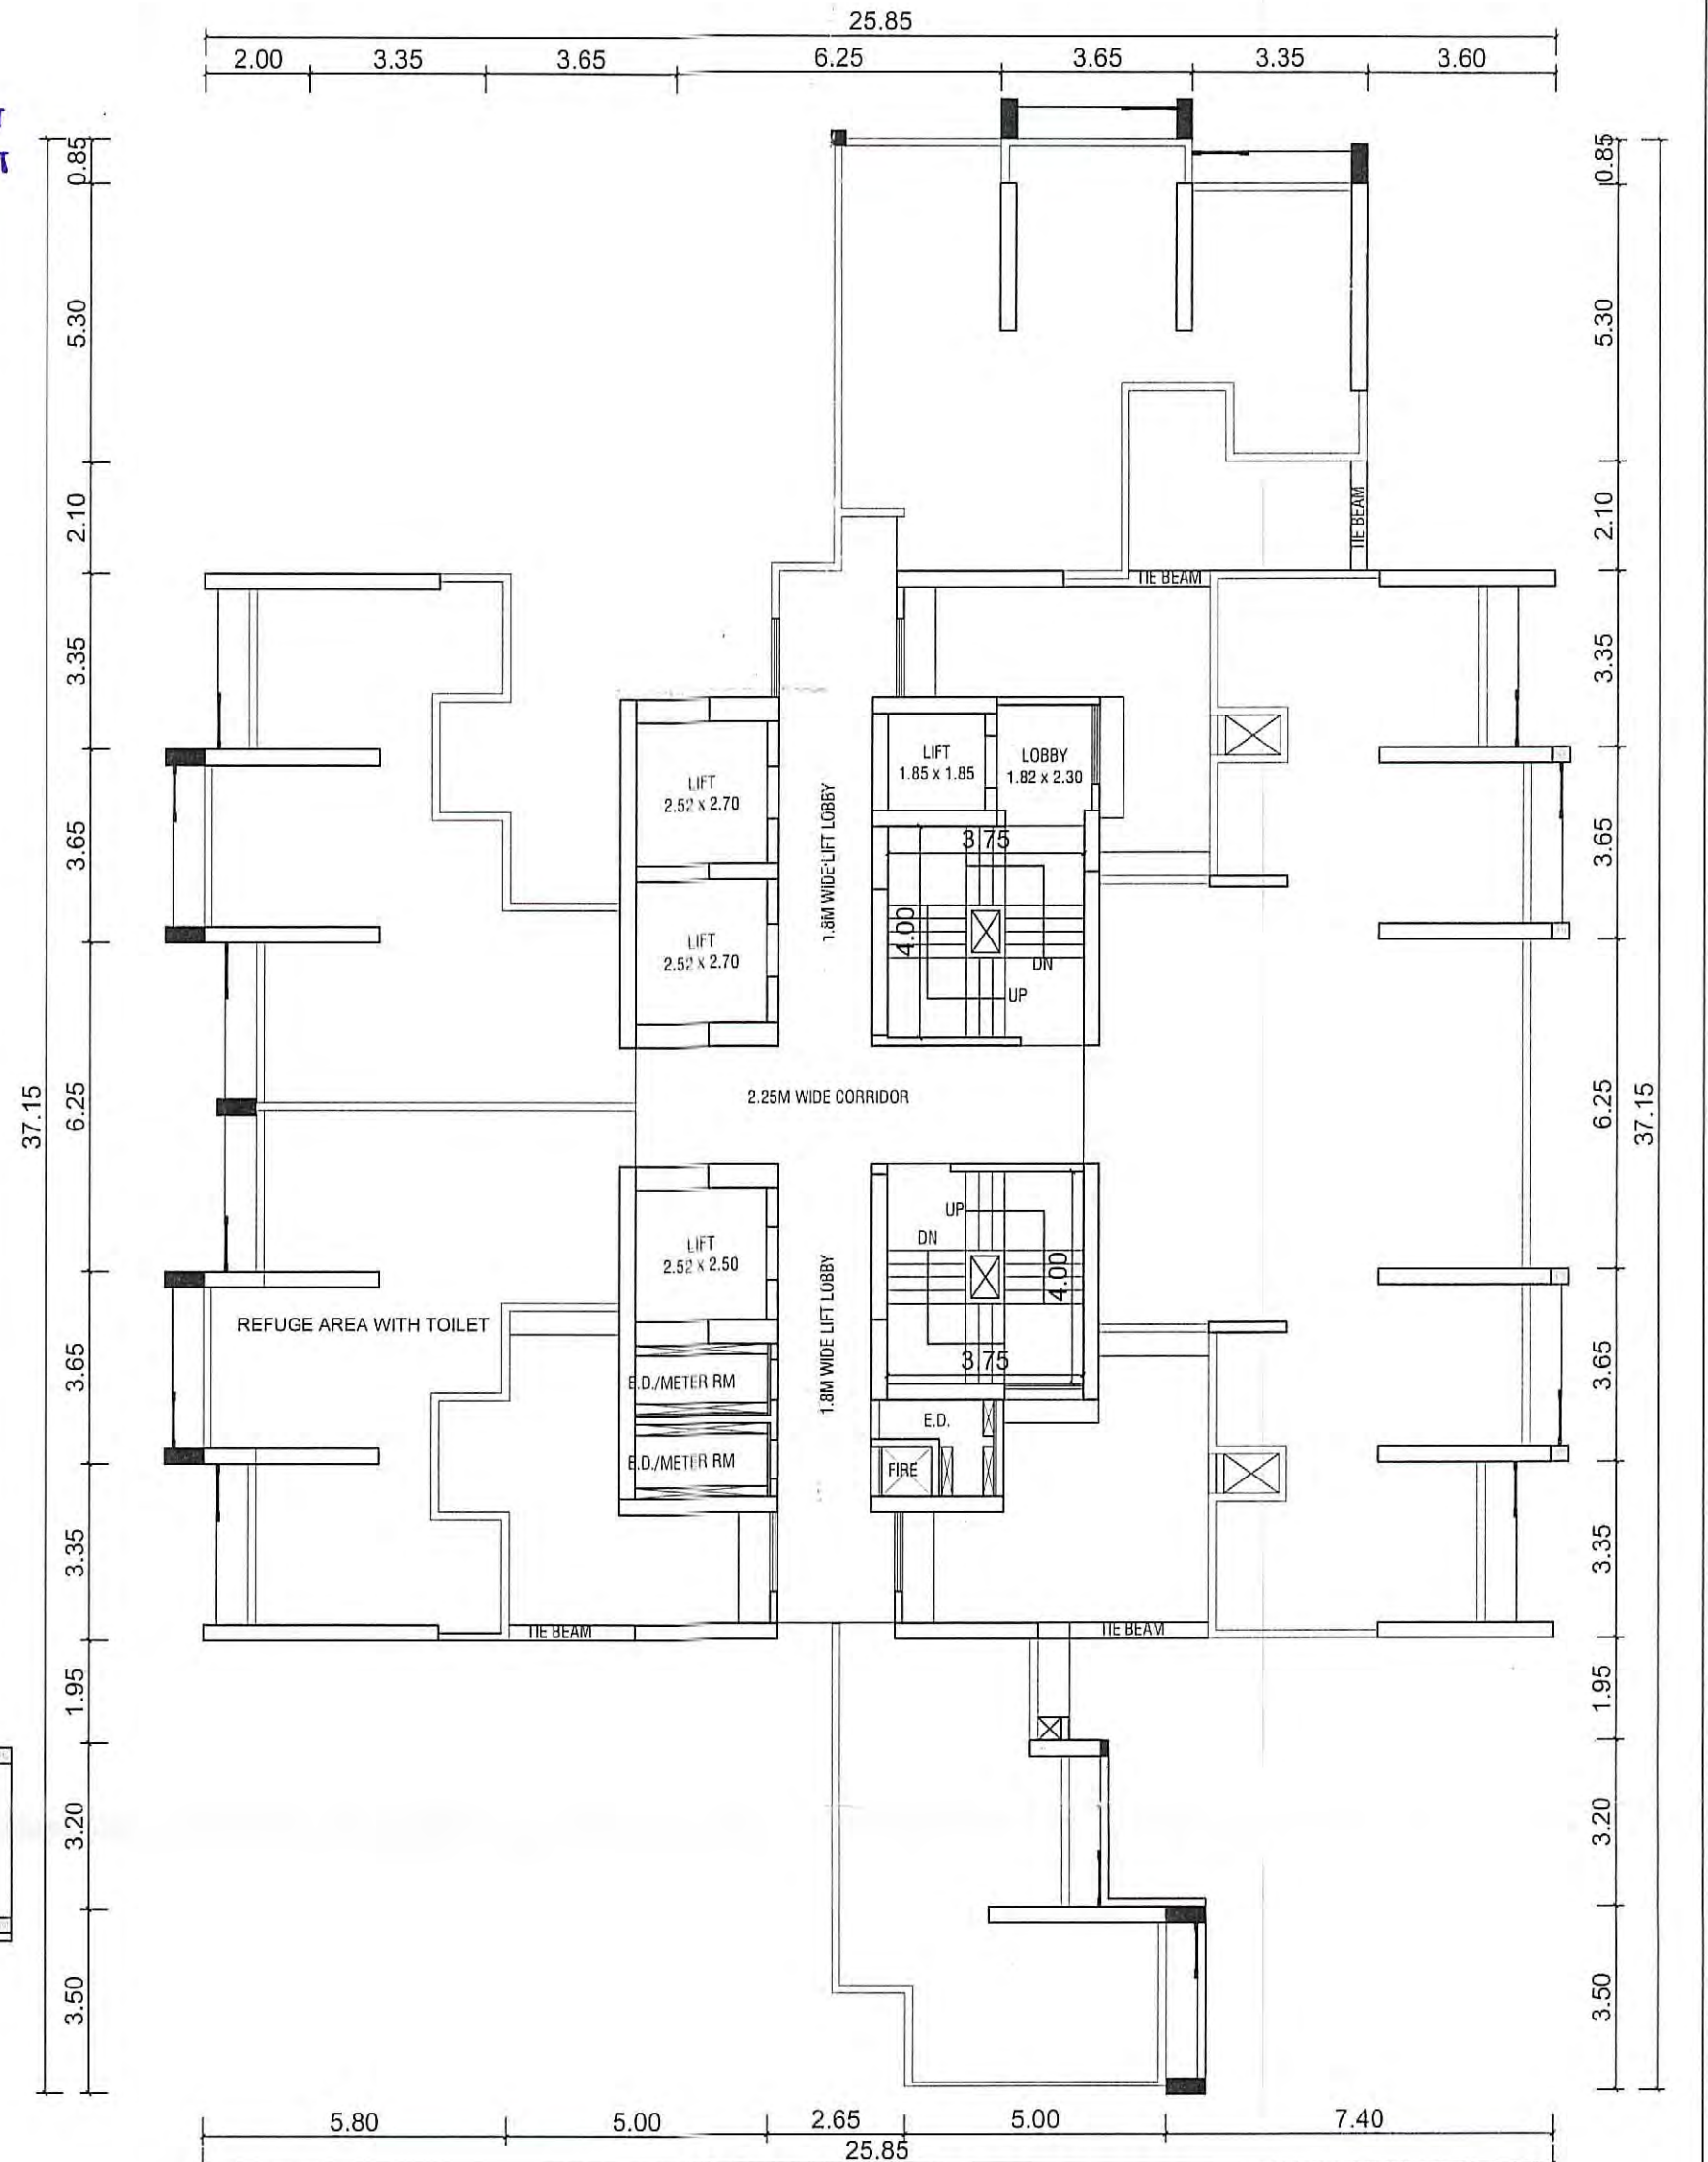 25.85
2.00 3.35 3.65 6.25 3.65 3.35 3.60
0.85
0.85
5.30
5.30
2.10
2.10
TIE BEAM
TIE BEAM
3.35
3.35
LIFT
1.85 x 1.85
LOBBY
1.82 x 2.30
LIFT
2.52 x 2.70
1.8M WIDE LIFT LOBBY
3.75
3.65
3.65
4.00
LIFT
2.52 x 2.70
DN
UP
2.25M WIDE CORRIDOR
37.15
6.25
6.25
37.15
UP
DN
LIFT
2.52 x 2.50
4.00
REFUGE AREA WITH TOILET
1.8M WIDE LIFT LOBBY
3.75
3.65
3.65
E.D./METER RM
E.D.
E.D./METER RM
FIRE
3.35
3.35
TIE BEAM
TIE BEAM
1.95
1.95
3.20
3.20
3.50
3.50
5.80 5.00 2.65 5.00 7.40
25.85